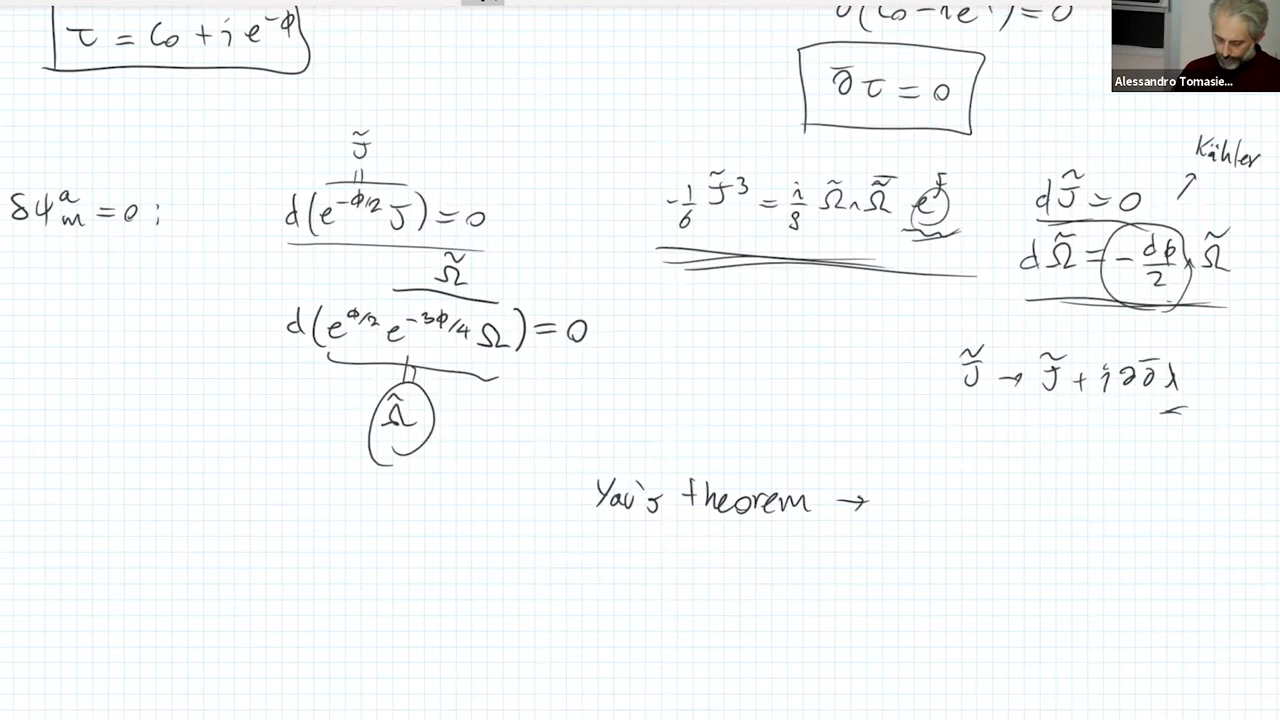 τ = C₀ + i e^{-ϕ}
∂̄ τ = 0
Alessandro Tomasie...
Kähler
δψ^a_m = 0 ;
J̃
d(e^{-ϕ/2} J) = 0
-1/6 J̃³ = i/8 Ω̃ ∧ Ω̃̄
dJ̃ = 0
dΩ̃ = -dϕ/2 ∧ Ω̃
Ω̃
d(e^{ϕ/2} e^{-3ϕ/4} Ω) = 0
Ω̃
J̃ → J̃ + i∂∂̄λ
Yau's theorem →